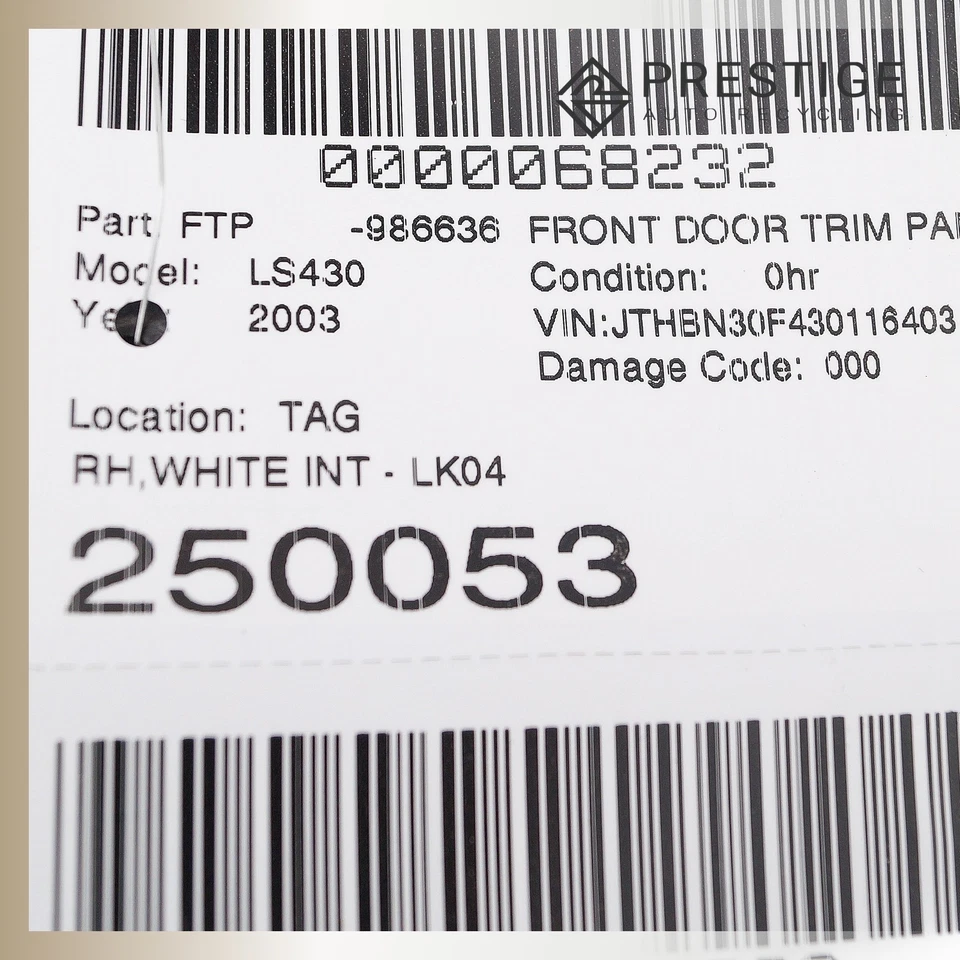 PRESTIGE
AUTO RECYCLING
0000068232
Part FTP -986636 FRONT DOOR TRIM PA
Model: LS430 Condition: 0hr
Ye : 2003 VIN:JTHBN30F430116403
Damage Code: 000
Location: TAG
RH,WHITE INT - LK04
250053